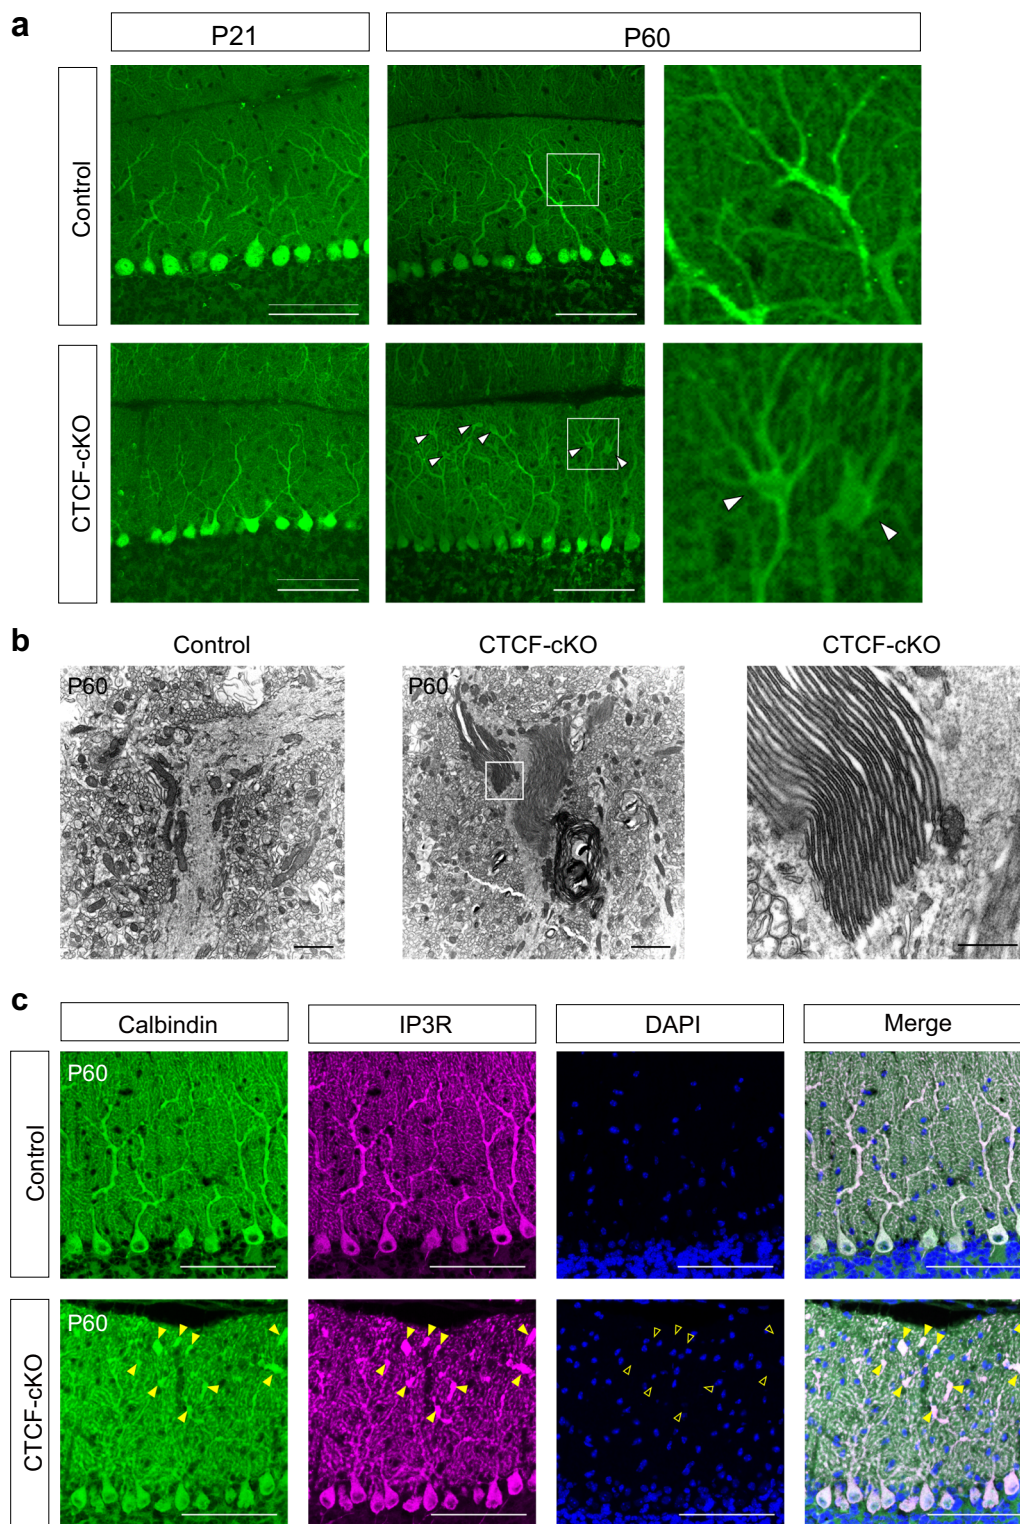 a
P21
P60
Control
CTCF-cKO
b
Control
CTCF-cKO
CTCF-cKO
P60
P60
c
Calbindin
IP3R
DAPI
Merge
Control
P60
CTCF-cKO
P60